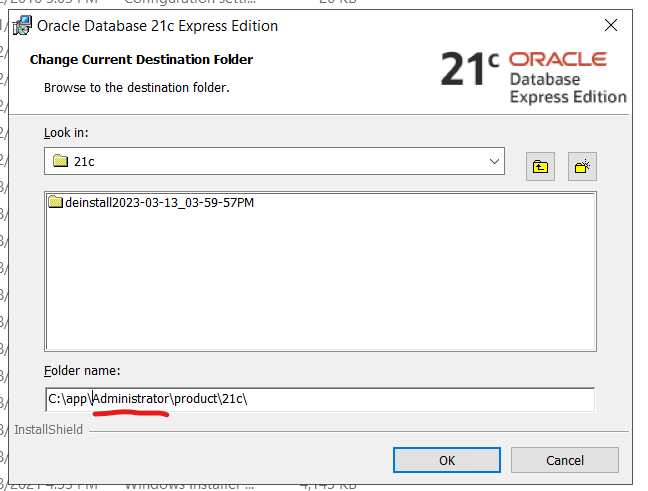 Oracle Database 21c Express Edition
Change Current Destination Folder
Browse to the destination folder.
21c ORACLE
Database
Express Edition
Look in:
21c
deinstall2023-03-13_03-59-57PM
Folder name:
C:\app\Administrator\product\21c\
InstallShield
OK Cancel